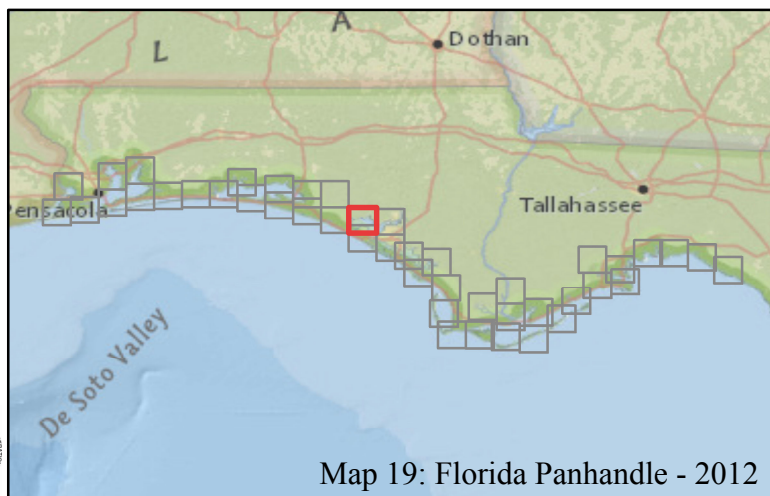 A
L
Dothan
Pensacola
Tallahassee
De Soto Valley
Map 19: Florida Panhandle - 2012